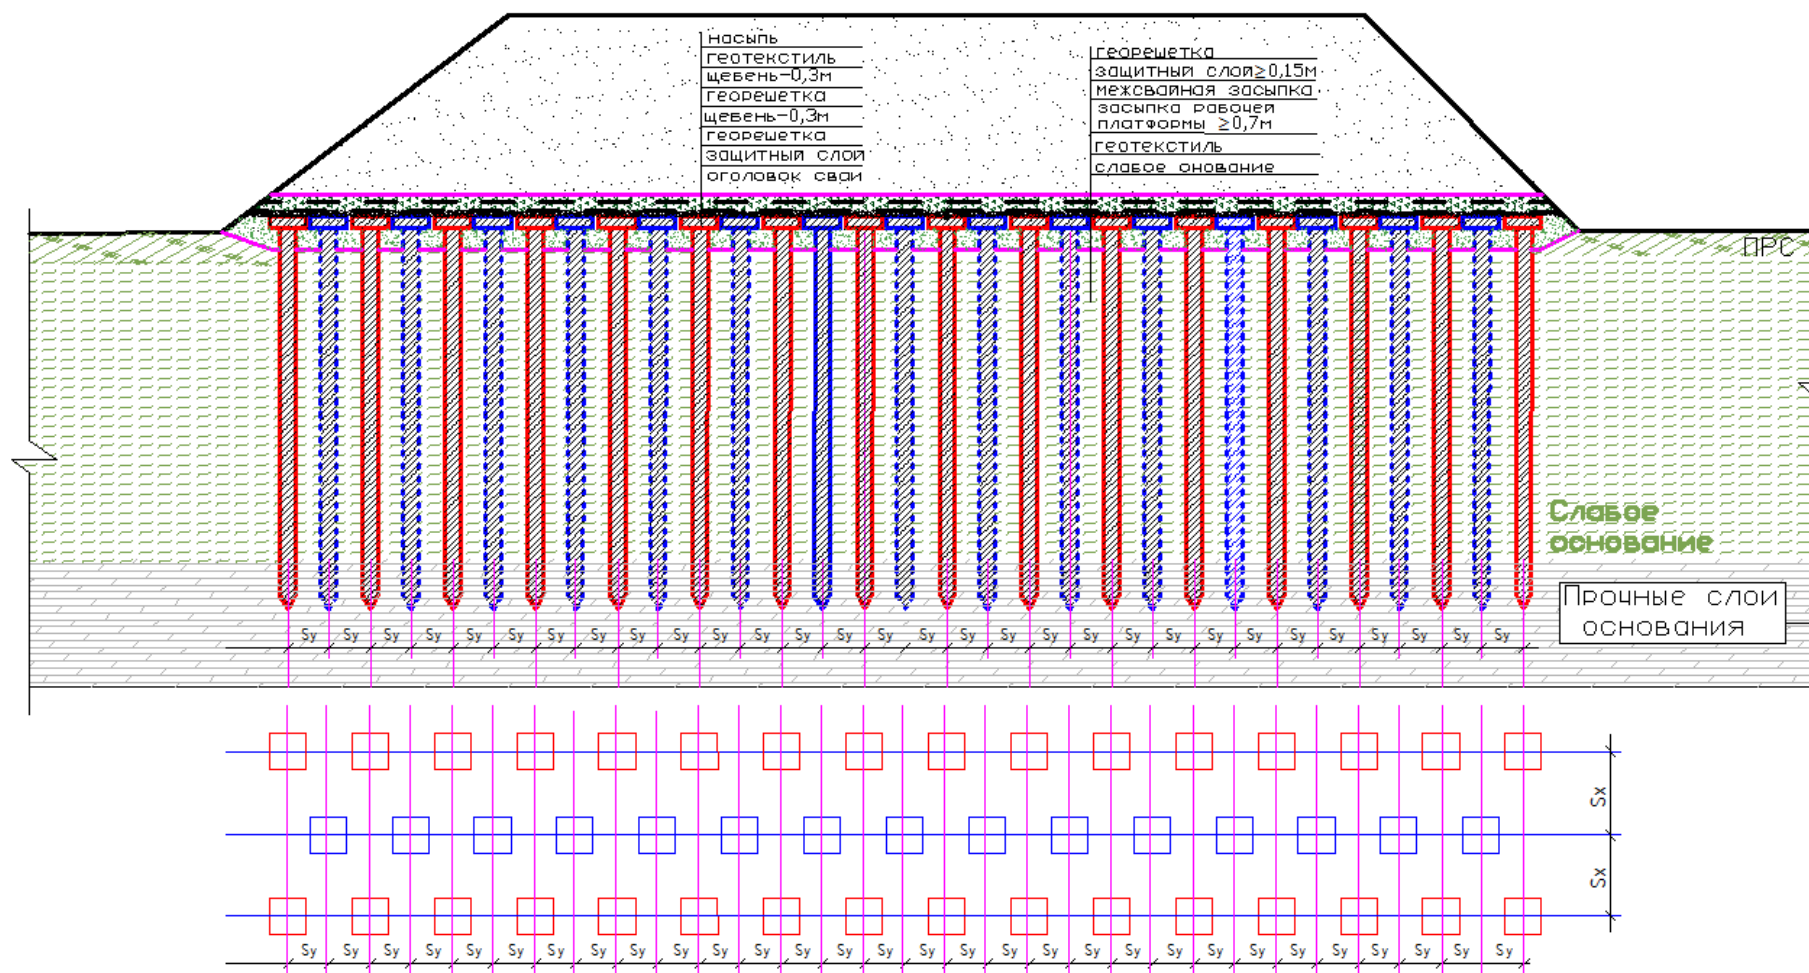 насыпь
геотекстиль
щебень-0,3м
георешетка
щебень-0,3м
георешетка
защитный слой
оголовок сваи
георешетка
защитный слой≥0,15м
межсвайная засыпка
засыпка рабочей
платформы ≥0,7м
геотекстиль
слабое онование
ПРС
Слабое
основание
Прочные слои
основания
Sy Sy Sy Sy Sy Sy Sy Sy Sy Sy Sy Sy Sy Sy Sy Sy Sy Sy Sy Sy Sy Sy Sy Sy Sy Sy Sy Sy Sy Sy
Sx
Sx
Sy Sy Sy Sy Sy Sy Sy Sy Sy Sy Sy Sy Sy Sy Sy Sy Sy Sy Sy Sy Sy Sy Sy Sy Sy Sy Sy Sy Sy Sy